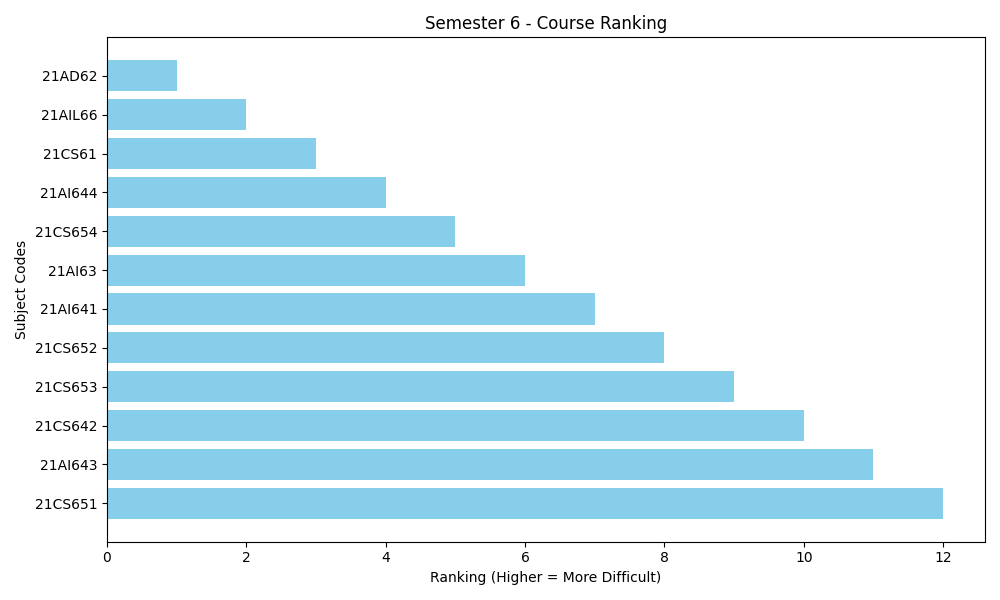 Semester 6 - Course Ranking
Subject Codes
21AD62
21AIL66
21CS61
21AI644
21CS654
21AI63
21AI641
21CS652
21CS653
21CS642
21AI643
21CS651
0 2 4 6 8 10 12
Ranking (Higher = More Difficult)